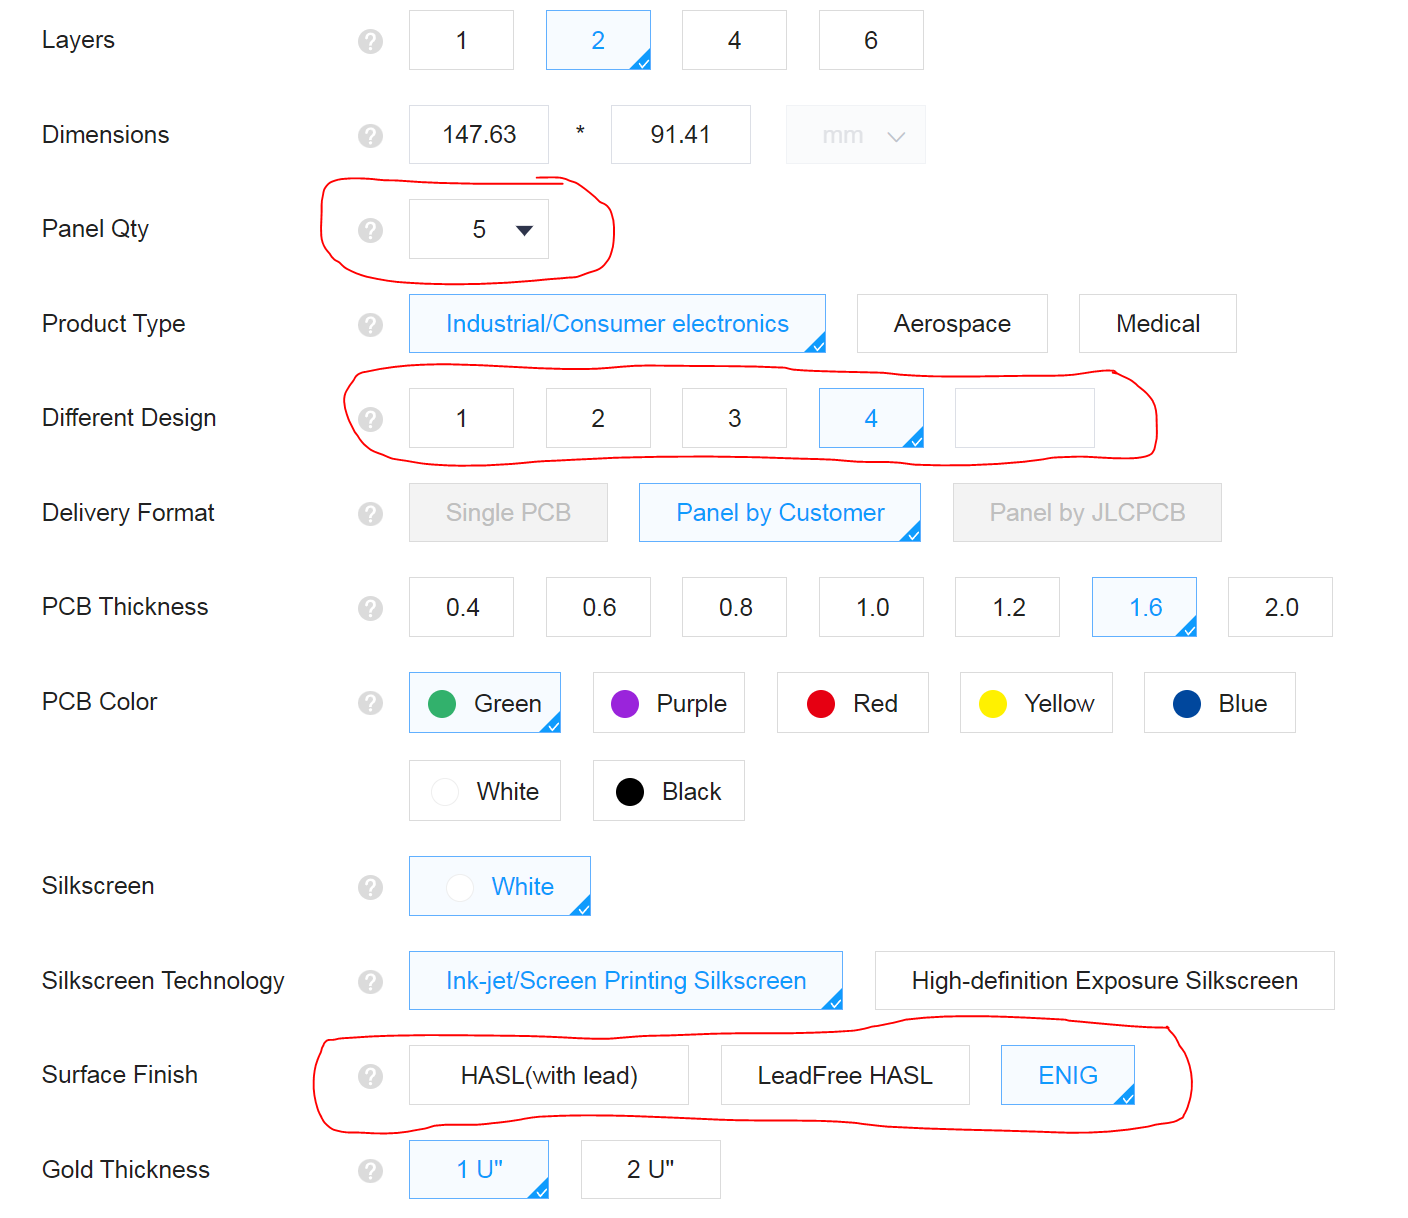 Layers ? 1 2 4 6
Dimensions ? 147.63 * 91.41 mm
Panel Qty ? 5
Product Type ? Industrial/Consumer electronics Aerospace Medical
Different Design ? 1 2 3 4
Delivery Format ? Single PCB Panel by Customer Panel by JLCPCB
PCB Thickness ? 0.4 0.6 0.8 1.0 1.2 1.6 2.0
PCB Color ? Green Purple Red Yellow Blue
White Black
Silkscreen ? White
Silkscreen Technology ? Ink-jet/Screen Printing Silkscreen High-definition Exposure Silkscreen
Surface Finish ? HASL(with lead) LeadFree HASL ENIG
Gold Thickness ? 1 U" 2 U"